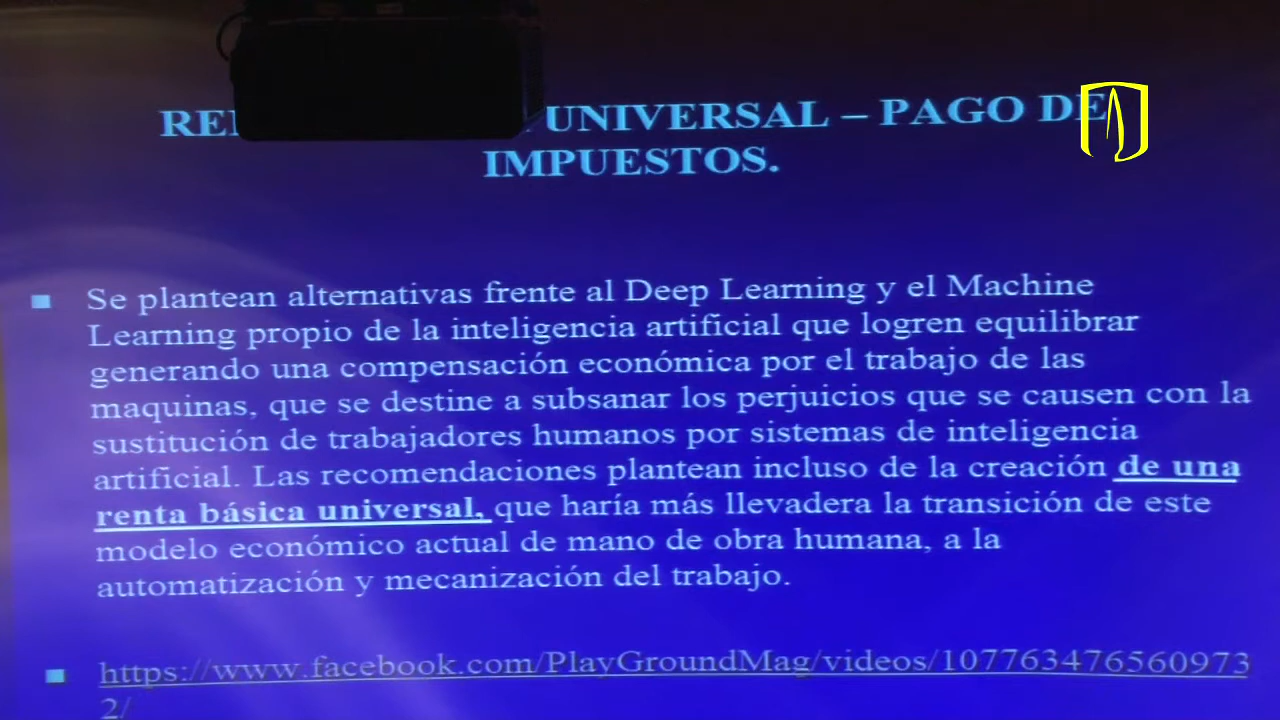 UNIVERSAL – PAGO DE
IMPUESTOS.
Se plantean alternativas frente al Deep Learning y el Machine
Learning propio de la inteligencia artificial que logren equilibrar
generando una compensación económica por el trabajo de las
maquinas, que se destine a subsanar los perjuicios que se causen con la
sustitución de trabajadores humanos por sistemas de inteligencia
artificial. Las recomendaciones plantean incluso de la creación de una
renta básica universal, que haría más llevadera la transición de este
modelo económico actual de mano de obra humana, a la
automatización y mecanización del trabajo.
https://www.facebook.com/PlayGroundMag/videos/107763476560973
2/